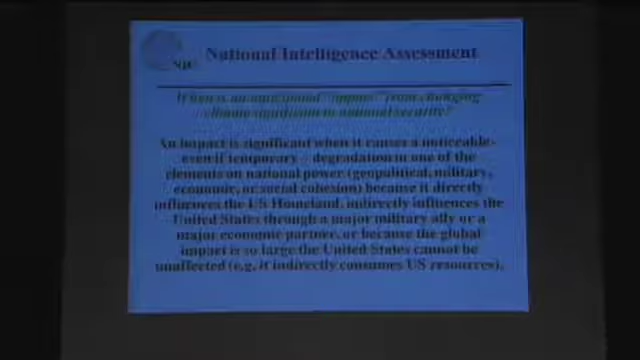 NIC
National Intelligence Assessment
When is an anticipated "impact" from changing
climate significant to national security?
An impact is significant when it causes a noticeable-
even if temporary - degradation in one of the
elements on national power (geopolitical, military,
economic, or social cohesion) because it directly
influences the US Homeland, indirectly influences the
United States through a major military ally or a
major economic partner, or because the global
impact is so large the United States cannot be
unaffected (e.g, it indirectly consumes US resources).